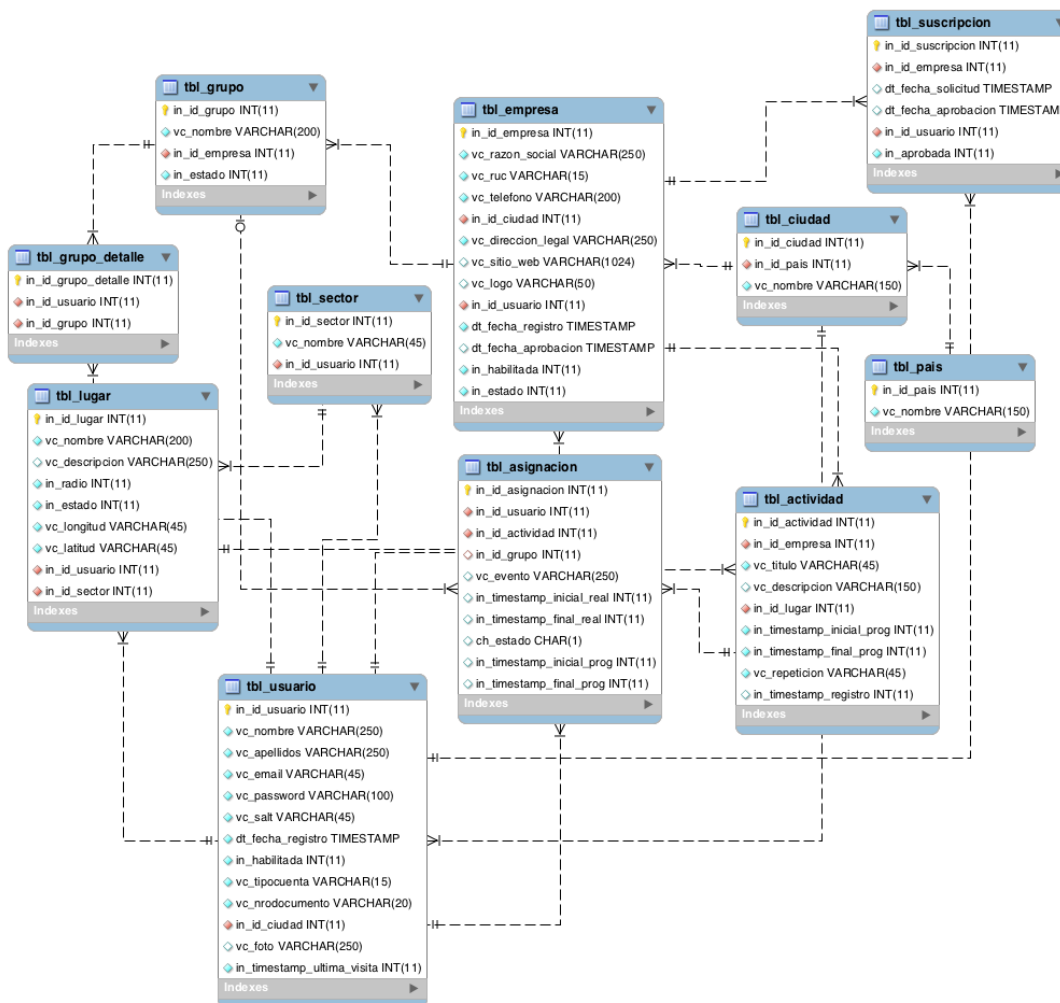 tbl_suscripcion
in_id_suscripcion INT(11)
in_id_empresa INT(11)
dt_fecha_solicitud TIMESTAMP
dt_fecha_aprobacion TIMESTAM
in_id_usuario INT(11)
in_aprobada INT(11)
Indexes
tbl_grupo
in_id_grupo INT(11)
vc_nombre VARCHAR(200)
in_id_empresa INT(11)
in_estado INT(11)
Indexes
tbl_empresa
in_id_empresa INT(11)
vc_razon_social VARCHAR(250)
vc_ruc VARCHAR(15)
vc_telefono VARCHAR(200)
in_id_ciudad INT(11)
vc_direccion_legal VARCHAR(250)
vc_sitio_web VARCHAR(1024)
vc_logo VARCHAR(50)
in_id_usuario INT(11)
dt_fecha_registro TIMESTAMP
dt_fecha_aprobacion TIMESTAMP
in_habilitada INT(11)
in_estado INT(11)
tbl_ciudad
in_id_ciudad INT(11)
in_id_pais INT(11)
vc_nombre VARCHAR(150)
Indexes
tbl_grupo_detalle
in_id_grupo_detalle INT(11)
in_id_usuario INT(11)
in_id_grupo INT(11)
Indexes
tbl_sector
in_id_sector INT(11)
vc_nombre VARCHAR(45)
in_id_usuario INT(11)
Indexes
tbl_pais
in_id_pais INT(11)
vc_nombre VARCHAR(150)
Indexes
tbl_lugar
in_id_lugar INT(11)
vc_nombre VARCHAR(200)
vc_descripcion VARCHAR(250)
in_radio INT(11)
in_estado INT(11)
vc_longitud VARCHAR(45)
vc_latitud VARCHAR(45)
in_id_usuario INT(11)
in_id_sector INT(11)
Indexes
tbl_asignacion
in_id_asignacion INT(11)
in_id_usuario INT(11)
in_id_actividad INT(11)
in_id_grupo INT(11)
vc_evento VARCHAR(250)
in_timestamp_inicial_real INT(11)
in_timestamp_final_real INT(11)
ch_estado CHAR(1)
in_timestamp_inicial_prog INT(11)
in_timestamp_final_prog INT(11)
Indexes
tbl_actividad
in_id_actividad INT(11)
in_id_empresa INT(11)
vc_titulo VARCHAR(45)
vc_descripcion VARCHAR(150)
in_id_lugar INT(11)
in_timestamp_inicial_prog INT(11)
in_timestamp_final_prog INT(11)
vc_repeticion VARCHAR(45)
in_timestamp_registro INT(11)
Indexes
tbl_usuario
in_id_usuario INT(11)
vc_nombre VARCHAR(250)
vc_apellidos VARCHAR(250)
vc_email VARCHAR(45)
vc_password VARCHAR(100)
vc_salt VARCHAR(45)
dt_fecha_registro TIMESTAMP
in_habilitada INT(11)
vc_tipocuenta VARCHAR(15)
vc_nrodocumento VARCHAR(20)
in_id_ciudad INT(11)
vc_foto VARCHAR(250)
in_timestamp_ultima_visita INT(11)
Indexes